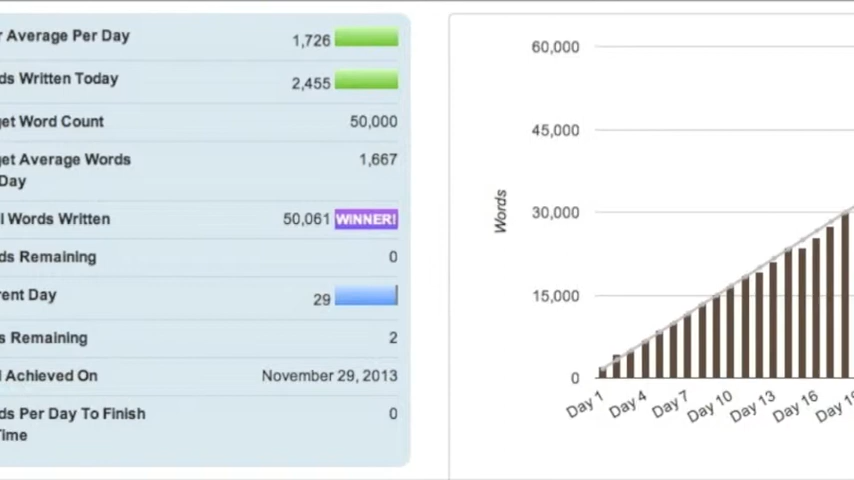 r Average Per Day 1,726
ds Written Today 2,455
get Word Count 50,000
get Average Words 1,667
Day
l Words Written 50,061 WINNER!
ds Remaining 0
rent Day 29
s Remaining 2
l Achieved On November 29, 2013
ds Per Day To Finish 0
Time
60,000
45,000
30,000
15,000
0
Words
Day 1 Day 4 Day 7 Day 10 Day 13 Day 16 Day 19